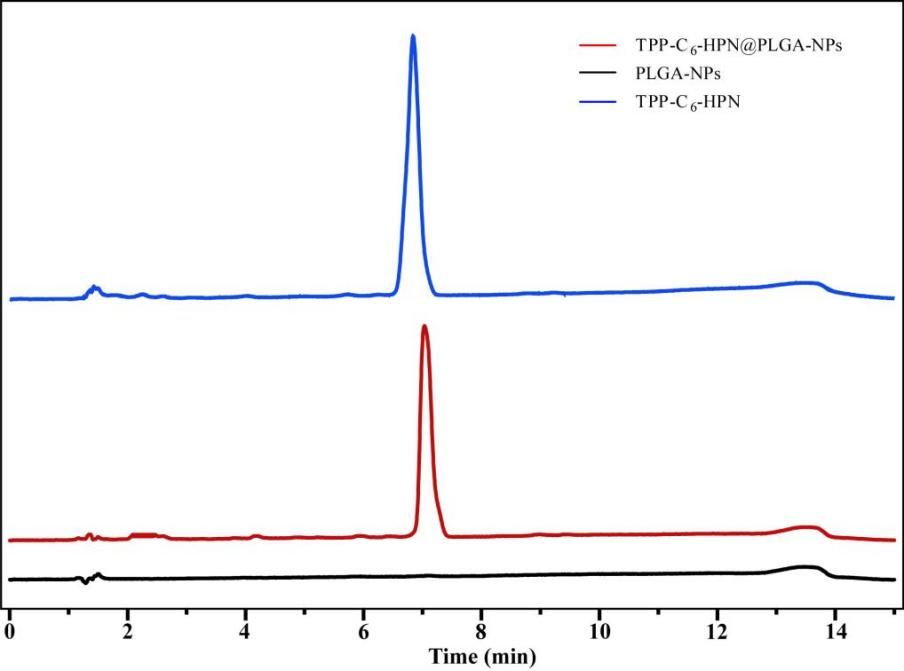 TPP-C₆-HPN@PLGA-NPs
PLGA-NPs
TPP-C₆-HPN
0 2 4 6 8 10 12 14
Time (min)